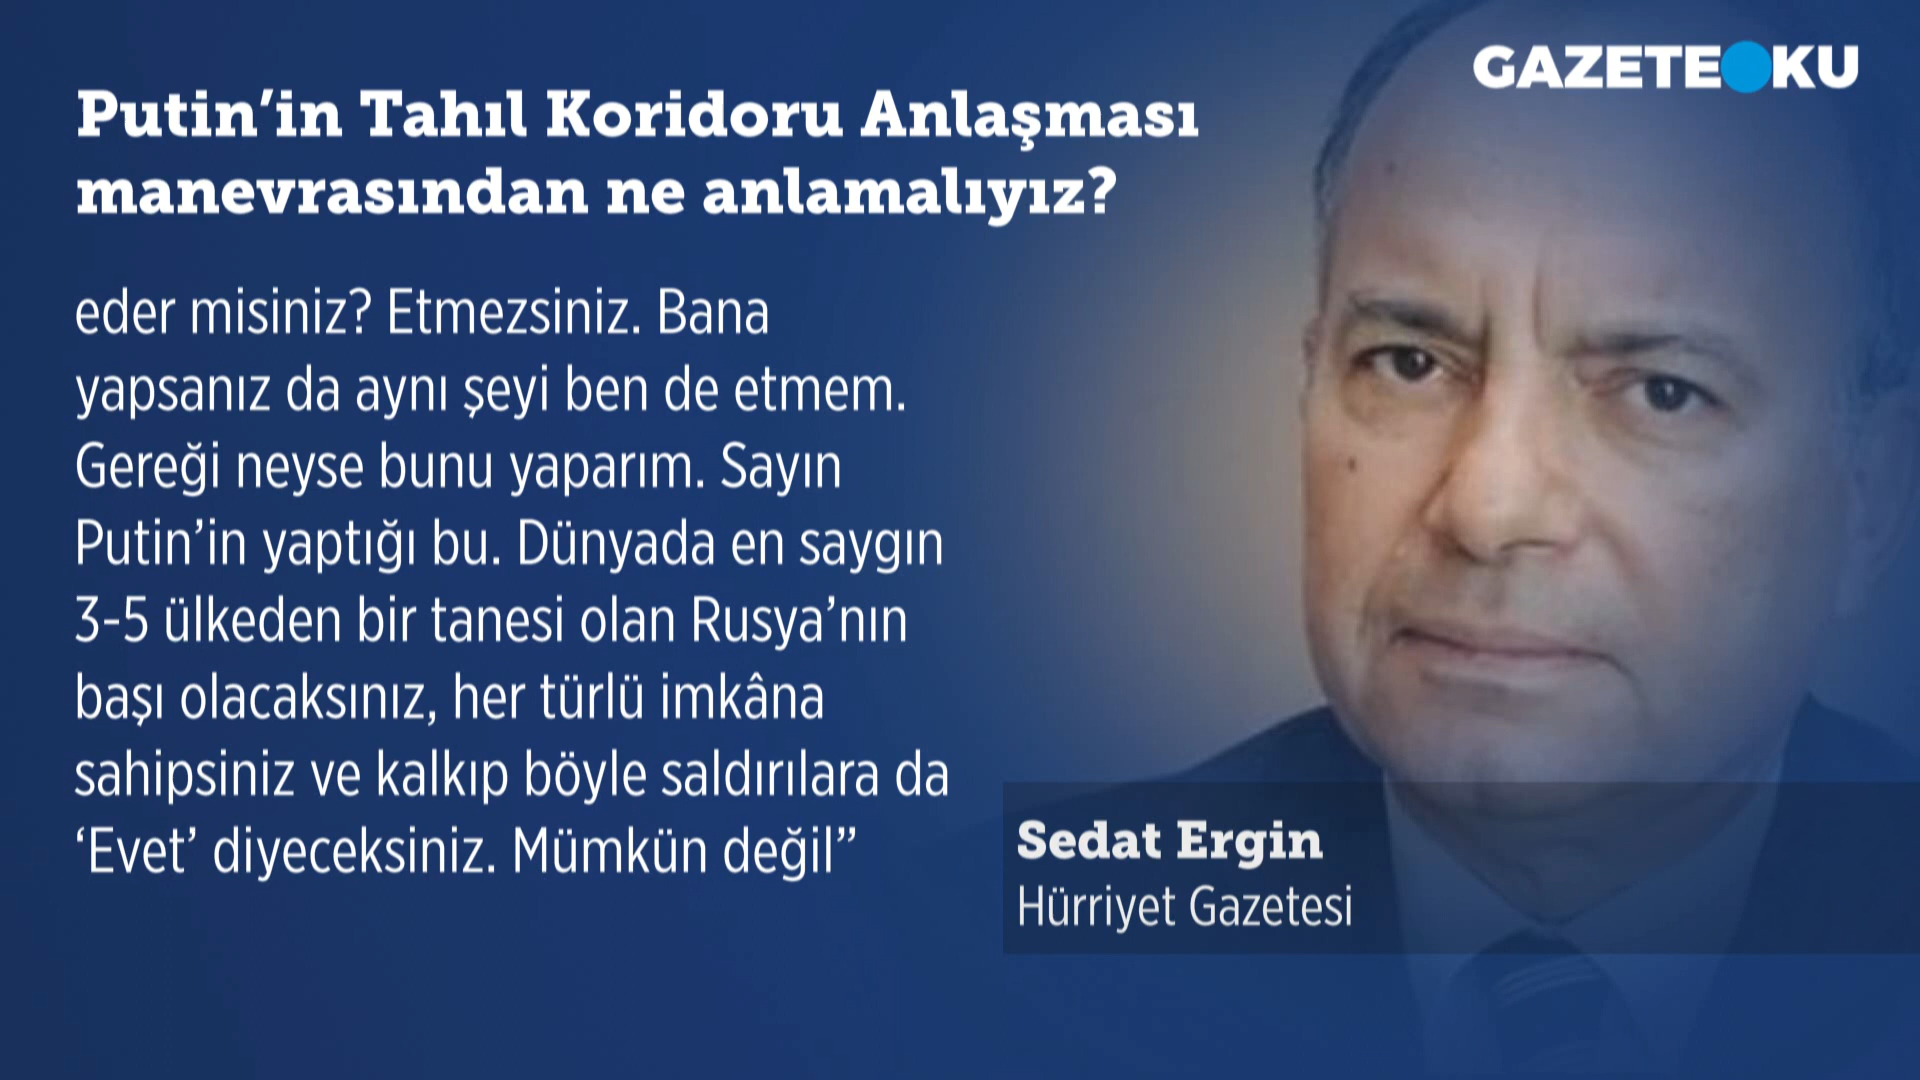 GAZETE OKU
Putin’in Tahıl Koridoru Anlaşması
manevrasından ne anlamalıyız?
eder misiniz? Etmezsiniz. Bana
yapsanız da aynı şeyi ben de etmem.
Gereği neyse bunu yaparım. Sayın
Putin’in yaptığı bu. Dünyada en saygın
3-5 ülkeden bir tanesi olan Rusya’nın
başı olacaksınız, her türlü imkâna
sahipsiniz ve kalkıp böyle saldırılara da
‘Evet’ diyeceksiniz. Mümkün değil”
Sedat Ergin
Hürriyet Gazetesi